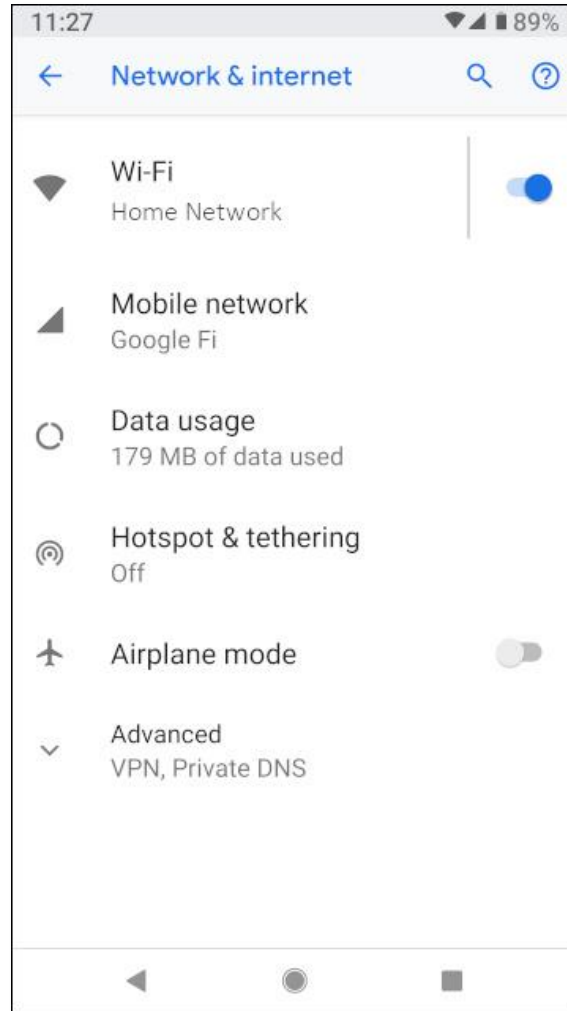 11:27 89%
Network & internet
Wi-Fi
Home Network
Mobile network
Google Fi
Data usage
179 MB of data used
Hotspot & tethering
Off
Airplane mode
Advanced
VPN, Private DNS